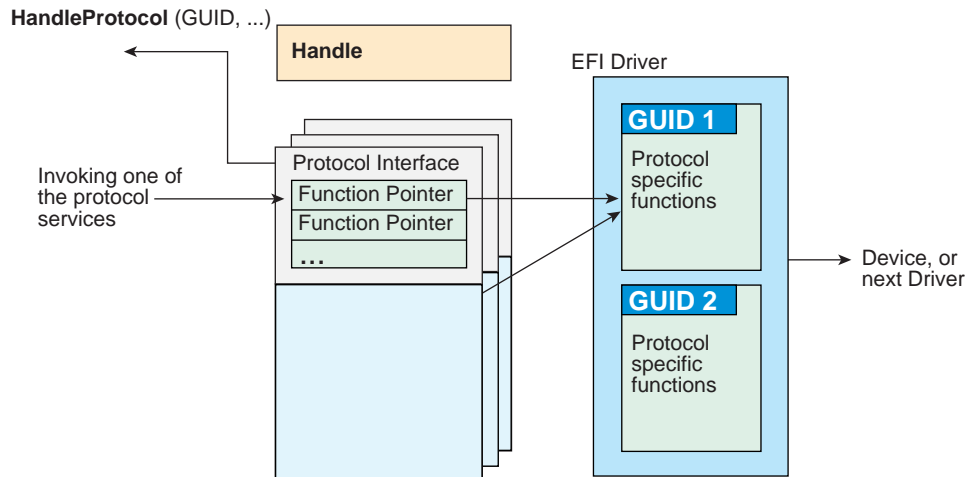 HandleProtocol (GUID, ...)
Handle
EFI Driver
GUID 1
Protocol Interface
Protocol
specific
functions
Invoking one of
the protocol
services
Function Pointer
Function Pointer
...
Device, or
next Driver
GUID 2
Protocol
specific
functions